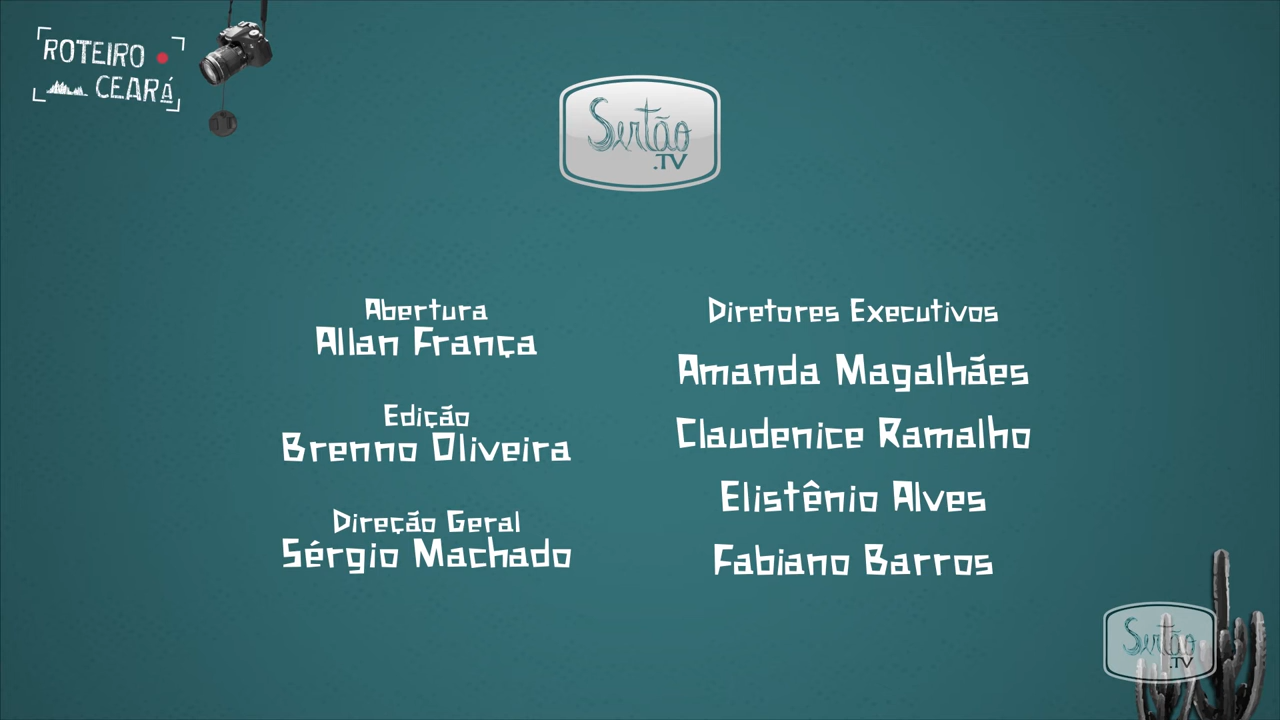 ROTEIRO
CEARÁ
Sertão
.TV
Abertura
Allan França
Edição
Brenno Oliveira
Direção Geral
Sérgio Machado
Diretores Executivos
Amanda Magalhães
Claudenice Ramalho
Elistênio Alves
Fabiano Barros
Sertão
.TV